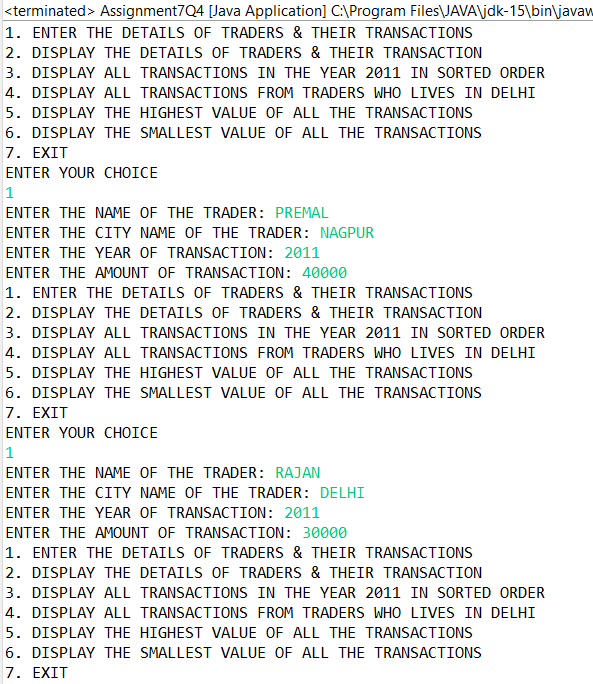 <terminated> Assignment7Q4 [Java Application] C:\Program Files\JAVA\jdk-15\bin\javaw
1. ENTER THE DETAILS OF TRADERS & THEIR TRANSACTIONS
2. DISPLAY THE DETAILS OF TRADERS & THEIR TRANSACTION
3. DISPLAY ALL TRANSACTIONS IN THE YEAR 2011 IN SORTED ORDER
4. DISPLAY ALL TRANSACTIONS FROM TRADERS WHO LIVES IN DELHI
5. DISPLAY THE HIGHEST VALUE OF ALL THE TRANSACTIONS
6. DISPLAY THE SMALLEST VALUE OF ALL THE TRANSACTIONS
7. EXIT
ENTER YOUR CHOICE
1
ENTER THE NAME OF THE TRADER: PREMAL
ENTER THE CITY NAME OF THE TRADER: NAGPUR
ENTER THE YEAR OF TRANSACTION: 2011
ENTER THE AMOUNT OF TRANSACTION: 40000
1. ENTER THE DETAILS OF TRADERS & THEIR TRANSACTIONS
2. DISPLAY THE DETAILS OF TRADERS & THEIR TRANSACTION
3. DISPLAY ALL TRANSACTIONS IN THE YEAR 2011 IN SORTED ORDER
4. DISPLAY ALL TRANSACTIONS FROM TRADERS WHO LIVES IN DELHI
5. DISPLAY THE HIGHEST VALUE OF ALL THE TRANSACTIONS
6. DISPLAY THE SMALLEST VALUE OF ALL THE TRANSACTIONS
7. EXIT
ENTER YOUR CHOICE
1
ENTER THE NAME OF THE TRADER: RAJAN
ENTER THE CITY NAME OF THE TRADER: DELHI
ENTER THE YEAR OF TRANSACTION: 2011
ENTER THE AMOUNT OF TRANSACTION: 30000
1. ENTER THE DETAILS OF TRADERS & THEIR TRANSACTIONS
2. DISPLAY THE DETAILS OF TRADERS & THEIR TRANSACTION
3. DISPLAY ALL TRANSACTIONS IN THE YEAR 2011 IN SORTED ORDER
4. DISPLAY ALL TRANSACTIONS FROM TRADERS WHO LIVES IN DELHI
5. DISPLAY THE HIGHEST VALUE OF ALL THE TRANSACTIONS
6. DISPLAY THE SMALLEST VALUE OF ALL THE TRANSACTIONS
7. EXIT